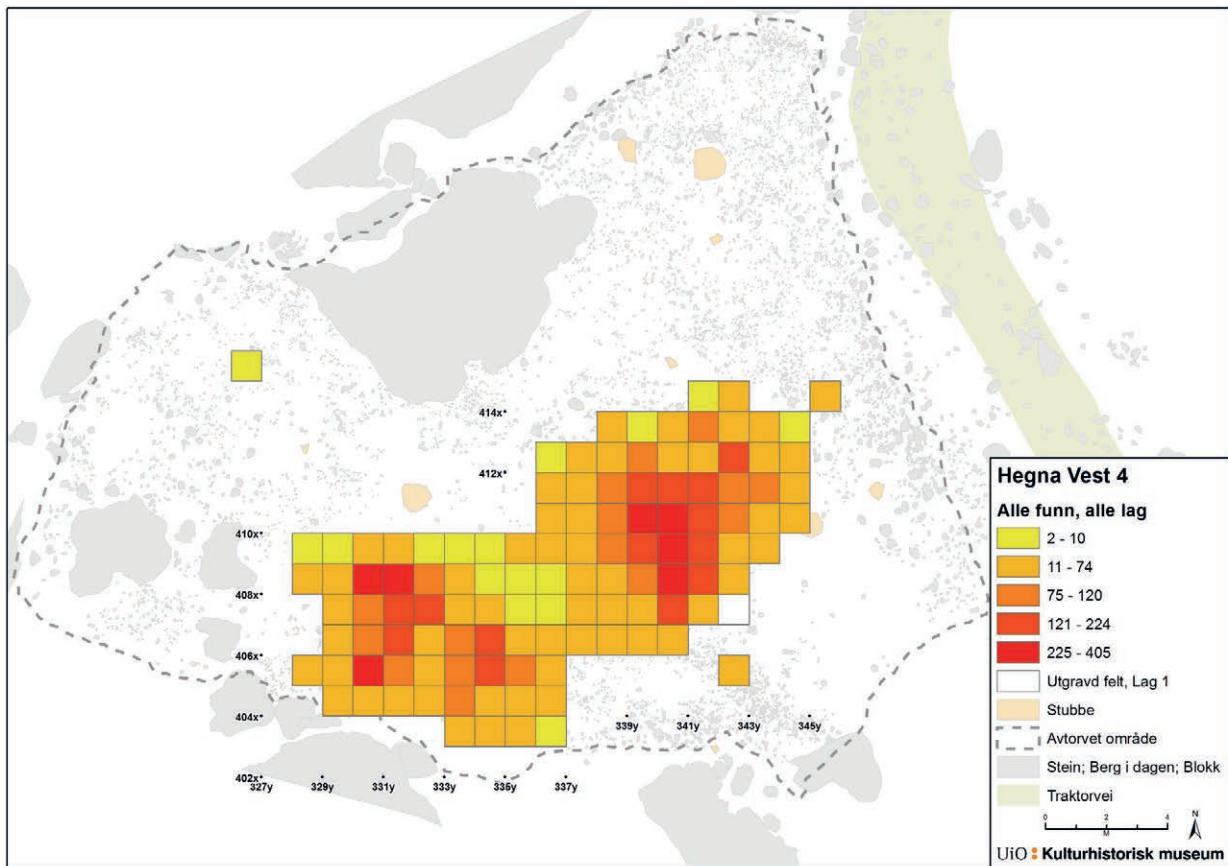 414x
412x
410x
408x
406x
404x
339y 341y 343y 345y
402x
327y 329y 331y 333y 335y 337y
Hegna Vest 4
Alle funn, alle lag
2 - 10
11 - 74
75 - 120
121 - 224
225 - 405
Utgravd felt, Lag 1
Stubbe
Avtorvet område
Stein; Berg i dagen; Blokk
Traktorvei
0 2 4
M
N
UiO Kulturhistorisk museum